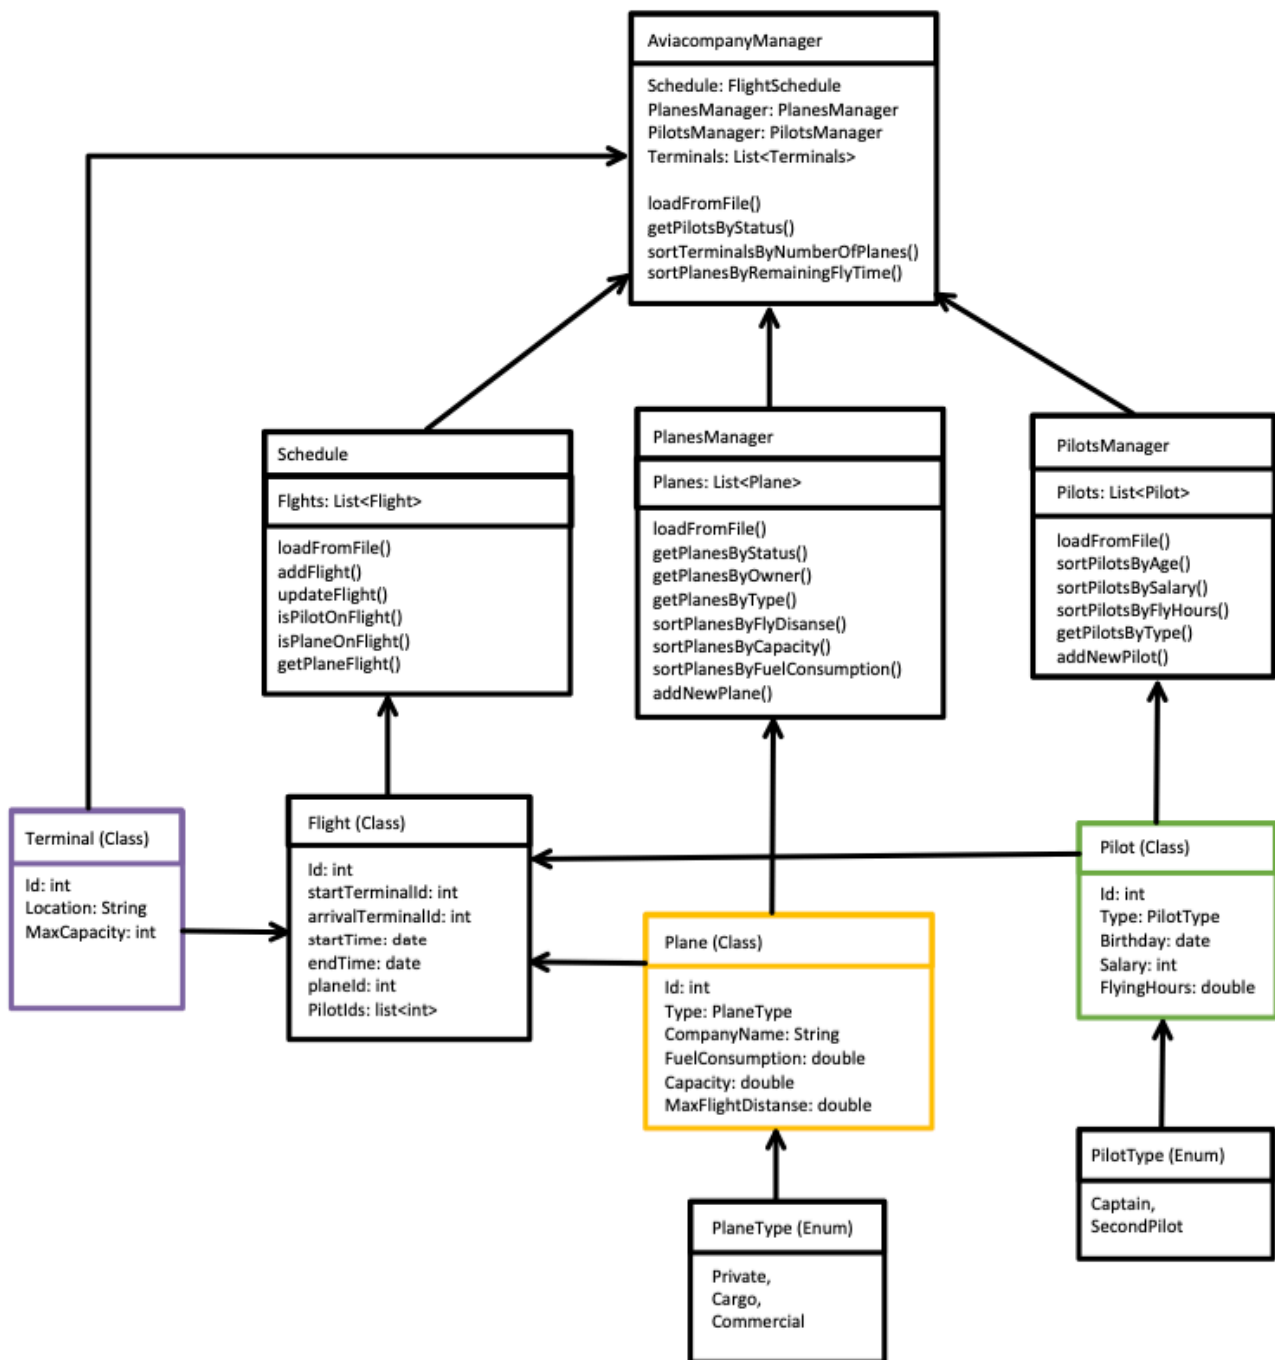 AviacompanyManager
Schedule: FlightSchedule
PlanesManager: PlanesManager
PilotsManager: PilotsManager
Terminals: List<Terminals>
loadFromFile()
getPilotsByStatus()
sortTerminalsByNumberOfPlanes()
sortPlanesByRemainingFlyTime()
Schedule
Flghts: List<Flight>
loadFromFile()
addFlight()
updateFlight()
isPilotOnFlight()
isPlaneOnFlight()
getPlaneFlight()
PlanesManager
Planes: List<Plane>
loadFromFile()
getPlanesByStatus()
getPlanesByOwner()
getPlanesByType()
sortPlanesByFlyDisanse()
sortPlanesByCapacity()
sortPlanesByFuelConsumption()
addNewPlane()
PilotsManager
Pilots: List<Pilot>
loadFromFile()
sortPilotsByAge()
sortPilotsBySalary()
sortPilotsByFlyHours()
getPilotsByType()
addNewPilot()
Terminal (Class)
Id: int
Location: String
MaxCapacity: int
Flight (Class)
Id: int
startTerminalId: int
arrivalTerminalId: int
startTime: date
endTime: date
planeId: int
PilotIds: list<int>
Plane (Class)
Id: int
Type: PlaneType
CompanyName: String
FuelConsumption: double
Capacity: double
MaxFlightDistanse: double
Pilot (Class)
Id: int
Type: PilotType
Birthday: date
Salary: int
FlyingHours: double
PlaneType (Enum)
Private,
Cargo,
Commercial
PilotType (Enum)
Captain,
SecondPilot